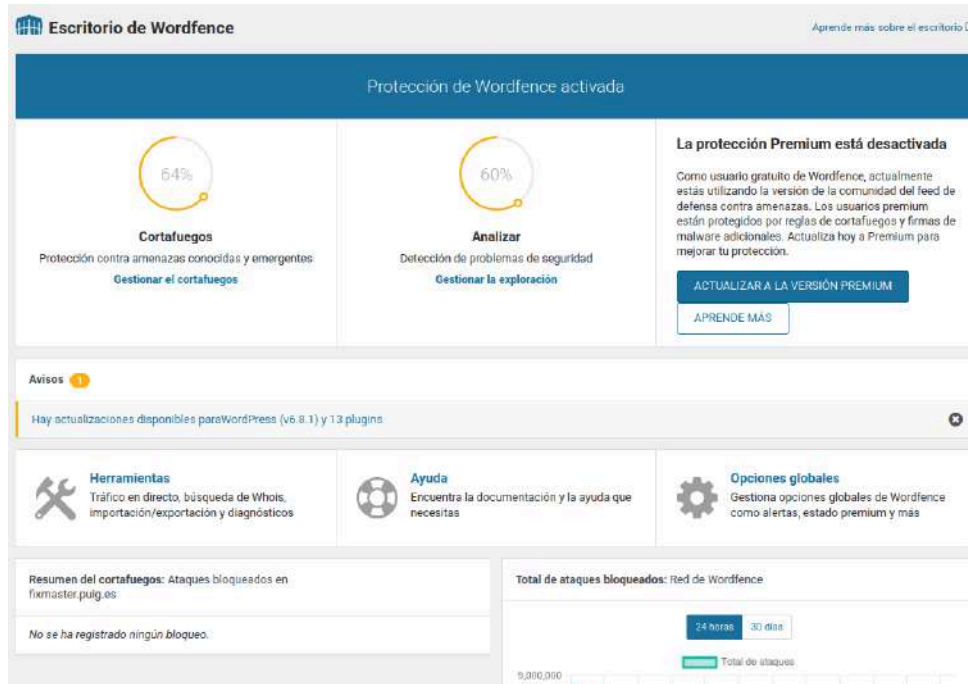 Escritorio de Wordfence
Aprende más sobre el escritorio
Protección de Wordfence activada
64%
Cortafuegos
Protección contra amenazas conocidas y emergentes
Gestionar el cortafuegos
60%
Analizar
Detección de problemas de seguridad
Gestionar la exploración
La protección Premium está desactivada
Como usuario gratuito de Wordfence, actualmente
estás utilizando la versión de la comunidad del feed de
defensa contra amenazas. Los usuarios premium
están protegidos por reglas de cortafuegos y firmas de
malware adicionales. Actualiza hoy a Premium para
mejorar tu protección.
ACTUALIZAR A LA VERSIÓN PREMIUM
APRENDE MÁS
Avisos 1
Hay actualizaciones disponibles paraWordPress (v6.8.1) y 13 plugins
Herramientas
Tráfico en directo, búsqueda de Whois,
importación/exportación y diagnósticos
Ayuda
Encuentra la documentación y la ayuda que
necesitas
Opciones globales
Gestiona opciones globales de Wordfence
como alertas, estado premium y más
Resumen del cortafuegos: Ataques bloqueados en
fixmaster.puig.es
No se ha registrado ningún bloqueo.
Total de ataques bloqueados: Red de Wordfence
24 horas 30 días
Total de ataques
9,000,000